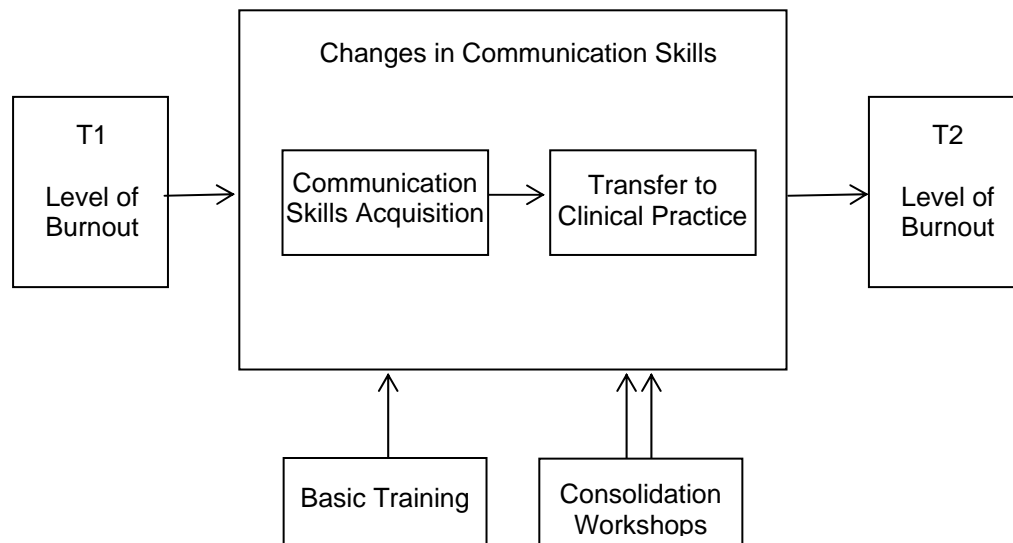 Changes in Communication Skills
T1
Level of
Burnout
Communication
Skills Acquisition
Transfer to
Clinical Practice
T2
Level of
Burnout
Basic Training
Consolidation
Workshops